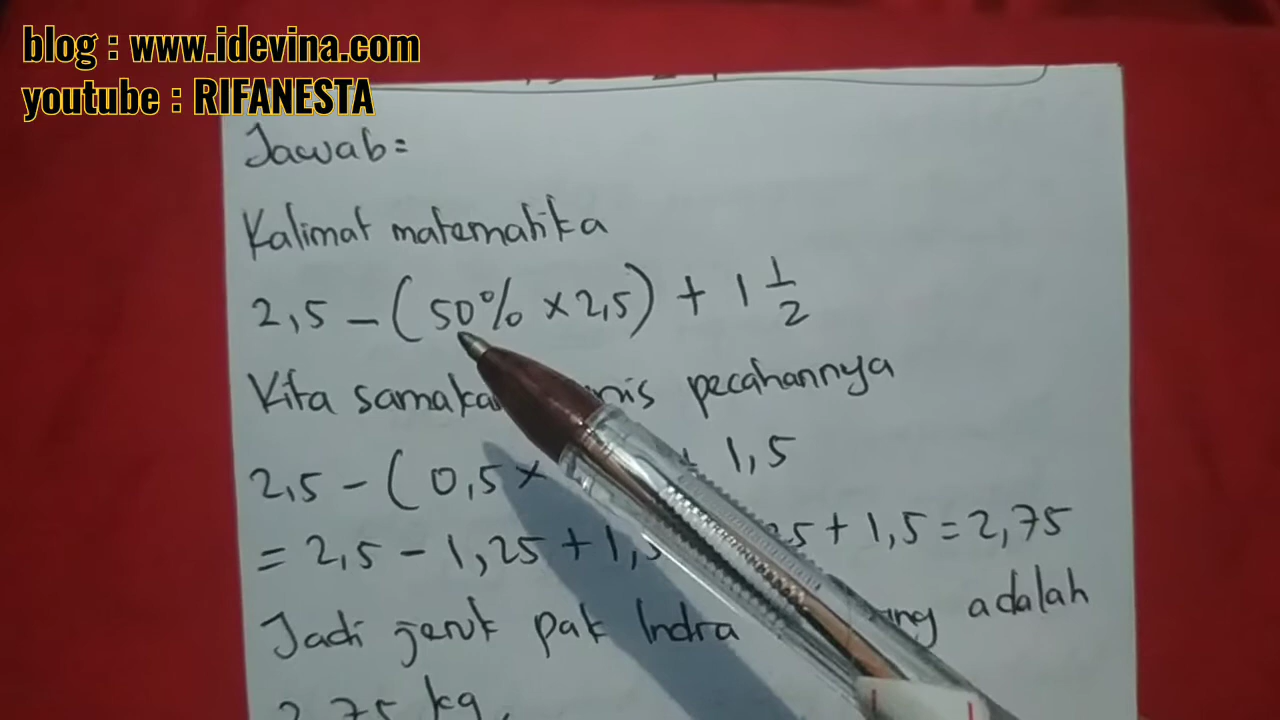 blog : www.idevina.com
youtube : RIFANESTA
Jawab=
Kalimat matematika
2,5 - (50% × 2,5) + 1 1/2
Kita pecahannya
2,5 - ( 0,5 × + 1,5
= 2,5 - 1,25 + 1,5 + 1,5 = 2,75
Jadi jeruk pak Indra adalah
2,75 kg.